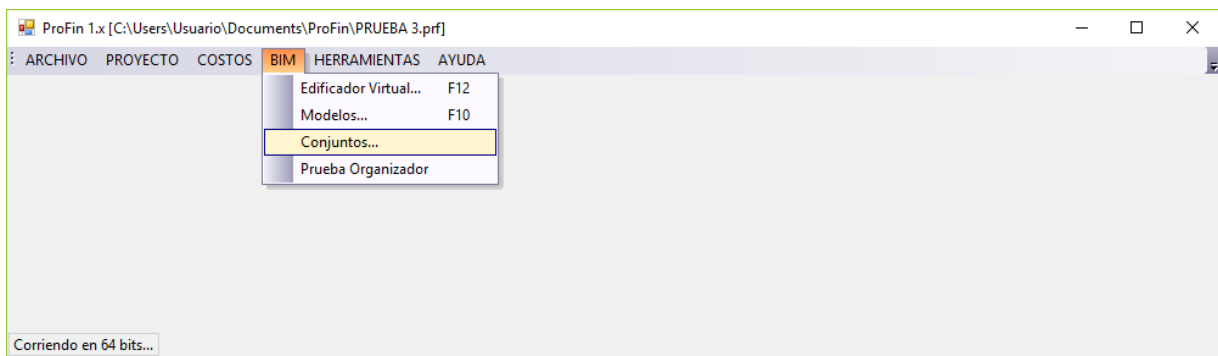 ProFin 1.x [C:\Users\Usuario\Documents\ProFin\PRUEBA 3.prf]
ARCHIVO PROYECTO COSTOS BIM HERRAMIENTAS AYUDA
Edificador Virtual... F12
Modelos... F10
Conjuntos...
Prueba Organizador
Corriendo en 64 bits...